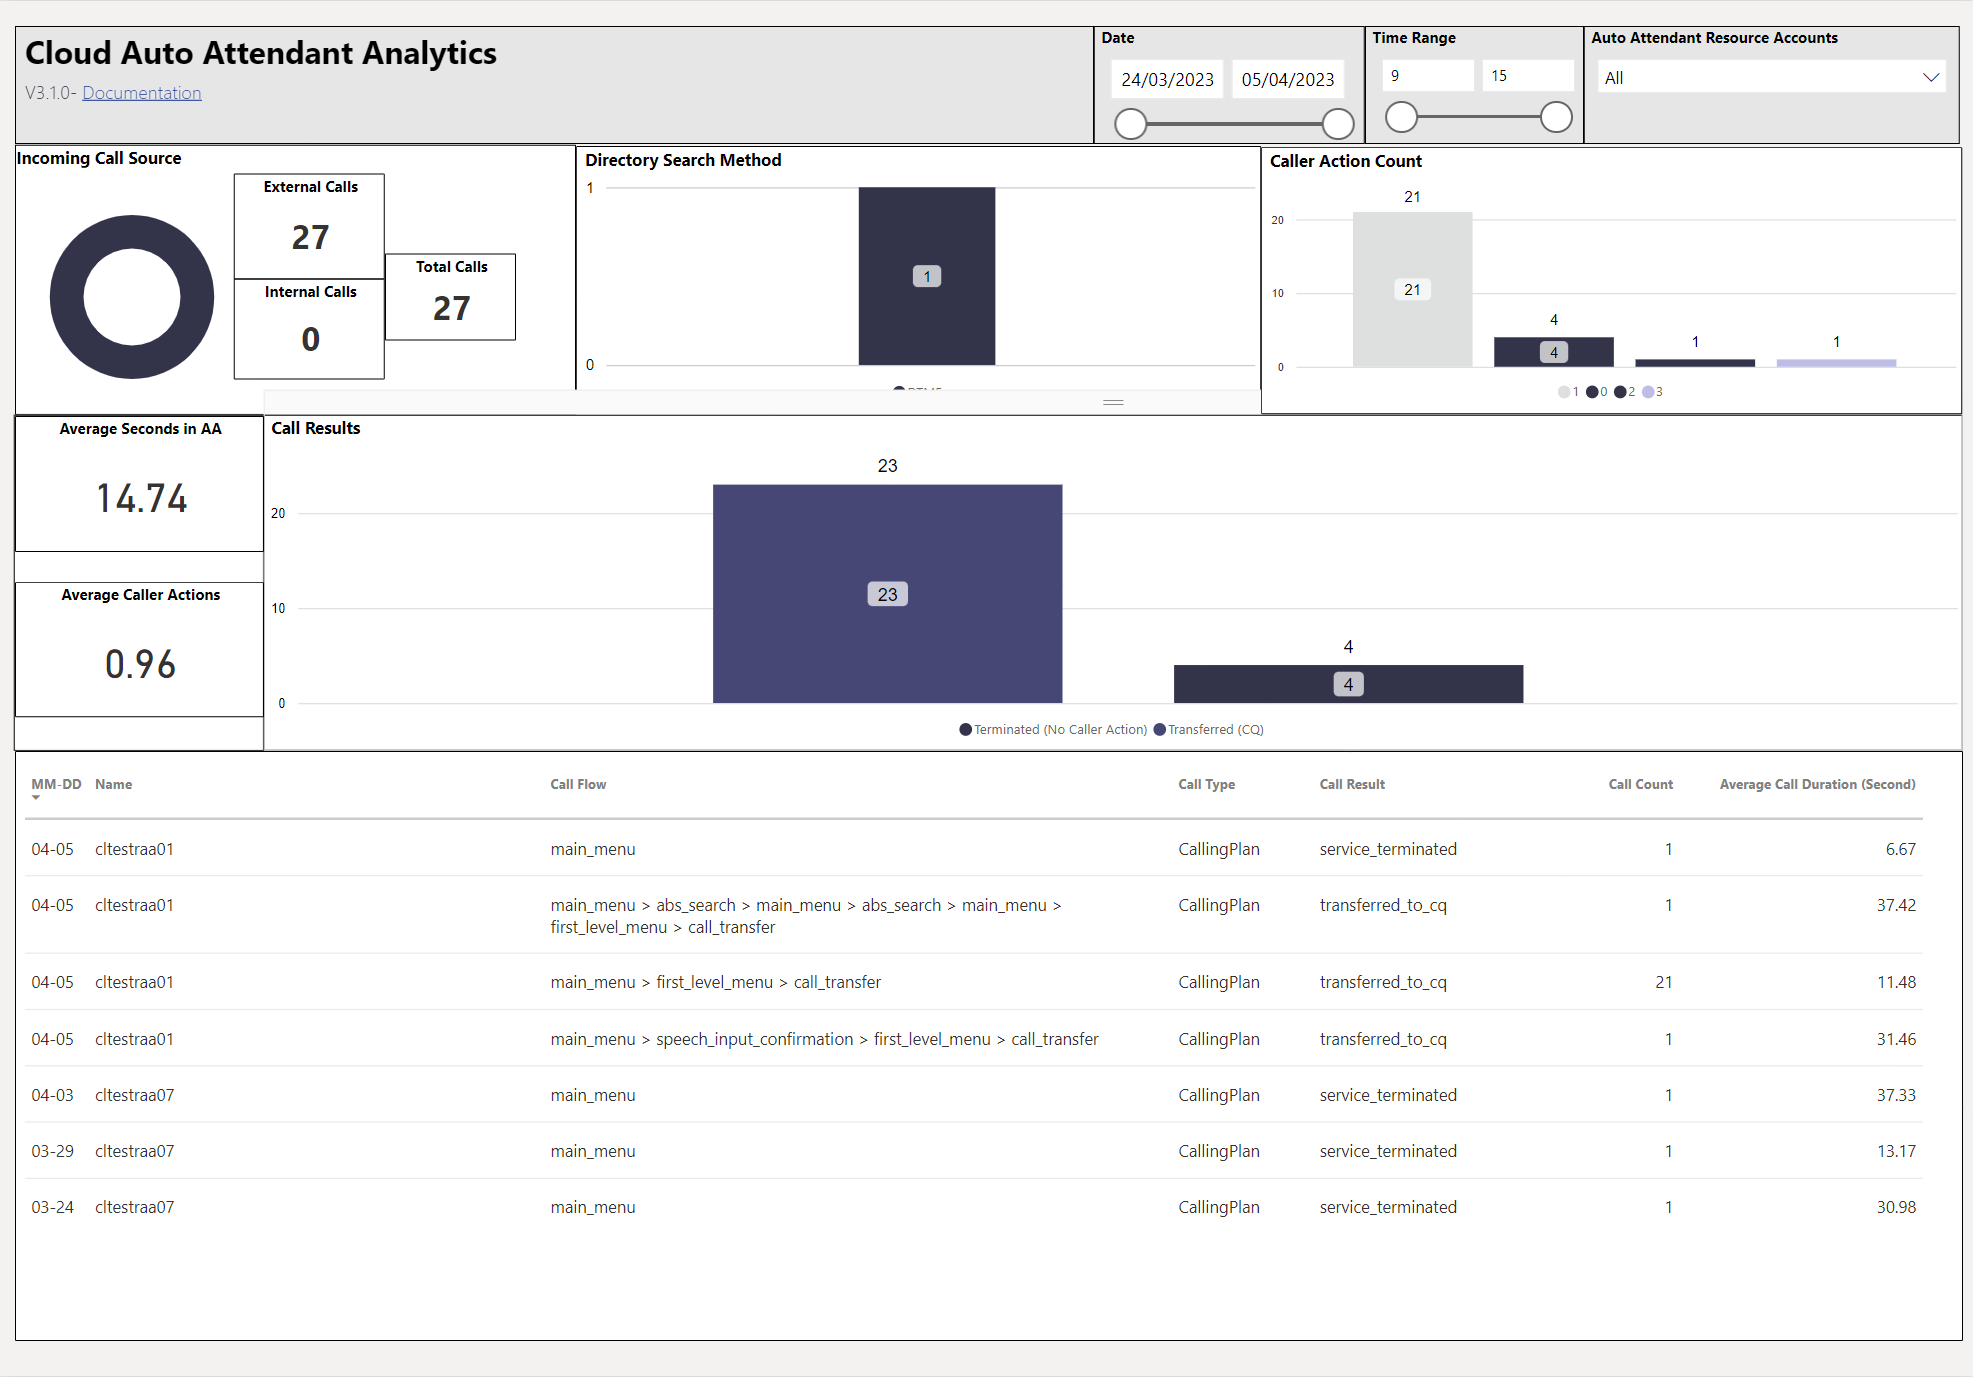 Cloud Auto Attendant Analytics
V3.1.0- Documentation
Date
24/03/2023 05/04/2023
Time Range
9 15
Auto Attendant Resource Accounts
All
Incoming Call Source
External Calls
27
Internal Calls
0
Total Calls
27
Directory Search Method
1
1
0
Caller Action Count
21
20
21
10
4
4
1
1
0
1 0 2 3
Average Seconds in AA
14.74
Average Caller Actions
0.96
Call Results
23
20
23
10
4
4
0
Terminated (No Caller Action) Transferred (CQ)
MM-DD Name Call Flow Call Type Call Result Call Count Average Call Duration (Second)
04-05 cltestraa01 main_menu CallingPlan service_terminated 1 6.67
04-05 cltestraa01 main_menu > abs_search > main_menu > abs_search > main_menu > CallingPlan transferred_to_cq 1 37.42
first_level_menu > call_transfer
04-05 cltestraa01 main_menu > first_level_menu > call_transfer CallingPlan transferred_to_cq 21 11.48
04-05 cltestraa01 main_menu > speech_input_confirmation > first_level_menu > call_transfer CallingPlan transferred_to_cq 1 31.46
04-03 cltestraa07 main_menu CallingPlan service_terminated 1 37.33
03-29 cltestraa07 main_menu CallingPlan service_terminated 1 13.17
03-24 cltestraa07 main_menu CallingPlan service_terminated 1 30.98